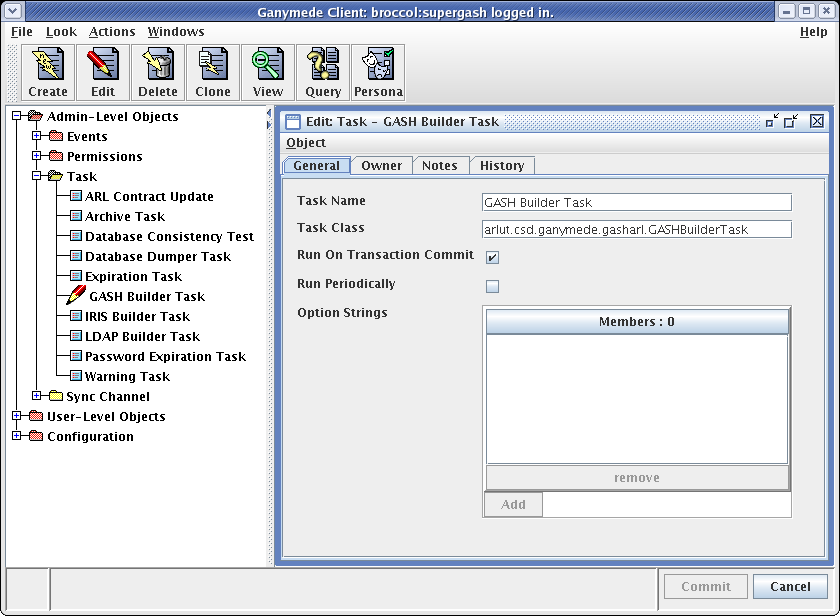 Ganymede Client: broccol:supergash logged in.
File Look Actions Windows Help
Create Edit Delete Clone View Query Persona
Admin-Level Objects
Events
Permissions
Task
ARL Contract Update
Archive Task
Database Consistency Test
Database Dumper Task
Expiration Task
GASH Builder Task
IRIS Builder Task
LDAP Builder Task
Password Expiration Task
Warning Task
Sync Channel
User-Level Objects
Configuration
Edit: Task - GASH Builder Task
Object
General Owner Notes History
Task Name GASH Builder Task
Task Class arlut.csd.ganymede.gasharl.GASHBuilderTask
Run On Transaction Commit
Run Periodically
Option Strings
Members : 0
remove
Add
Commit Cancel